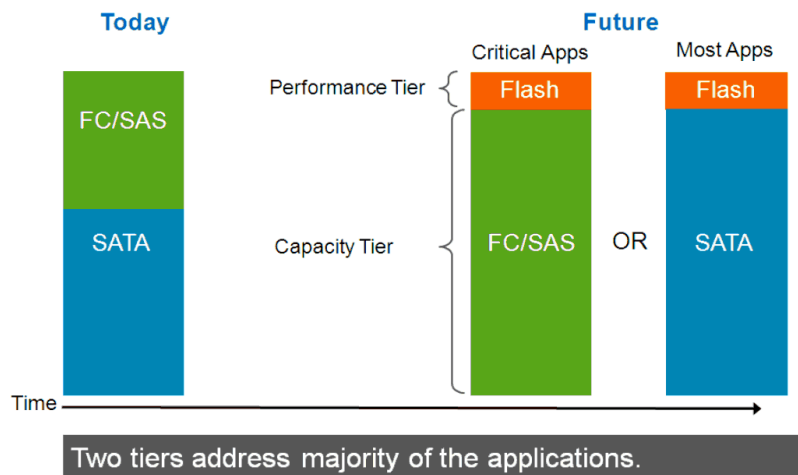 Today
Future
Critical Apps
Most Apps
Performance Tier
Flash
Flash
FC/SAS
SATA
Capacity Tier
FC/SAS
OR
SATA
Time
Two tiers address majority of the applications.